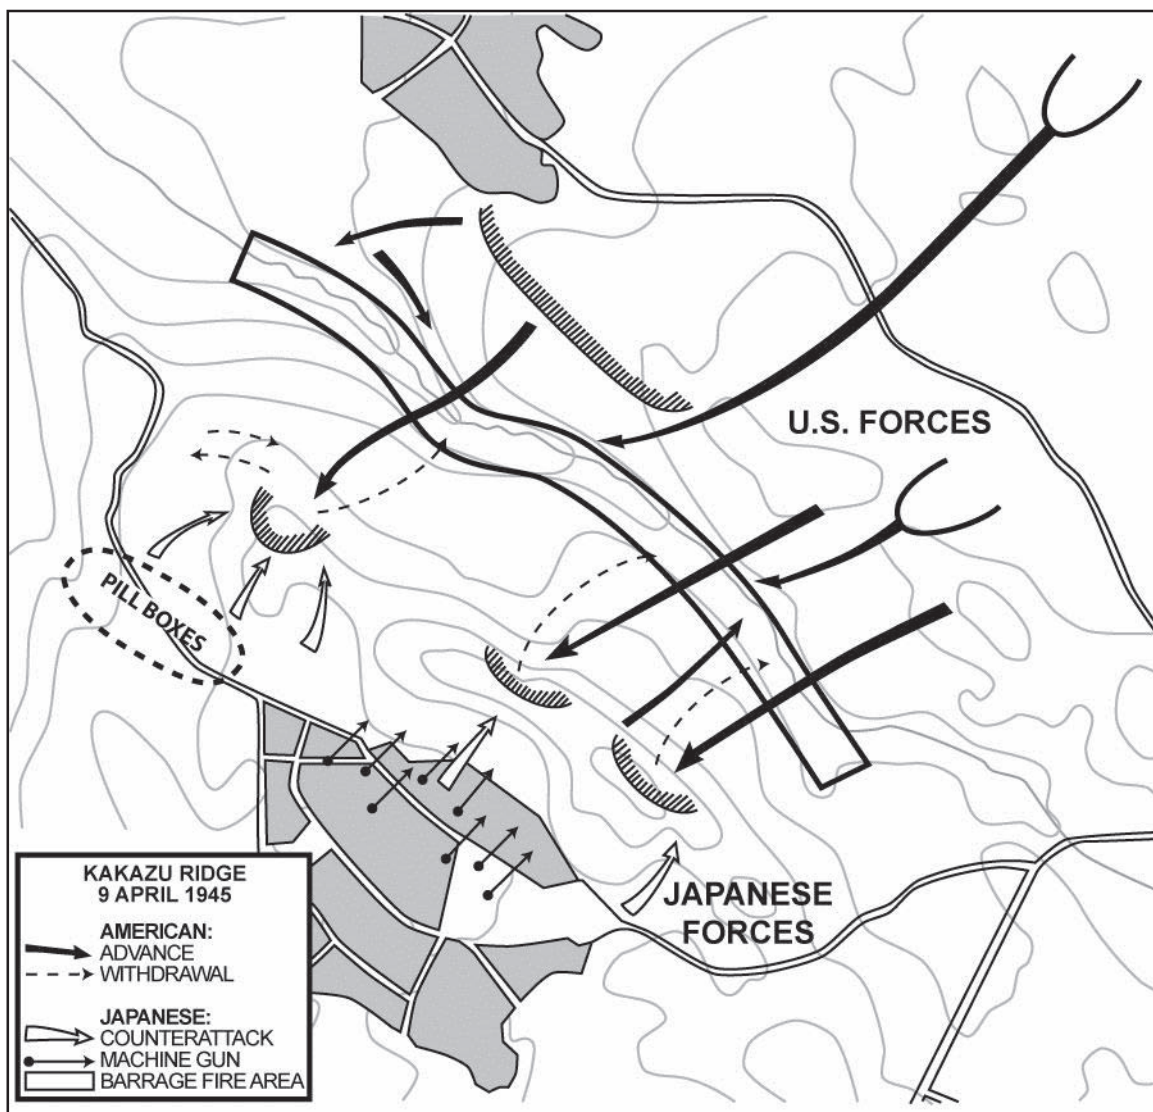 U.S. FORCES
PILL BOXES
JAPANESE
FORCES
KAKAZU RIDGE
9 APRIL 1945
AMERICAN:
ADVANCE
WITHDRAWAL
JAPANESE:
COUNTERATTACK
MACHINE GUN
BARRAGE FIRE AREA